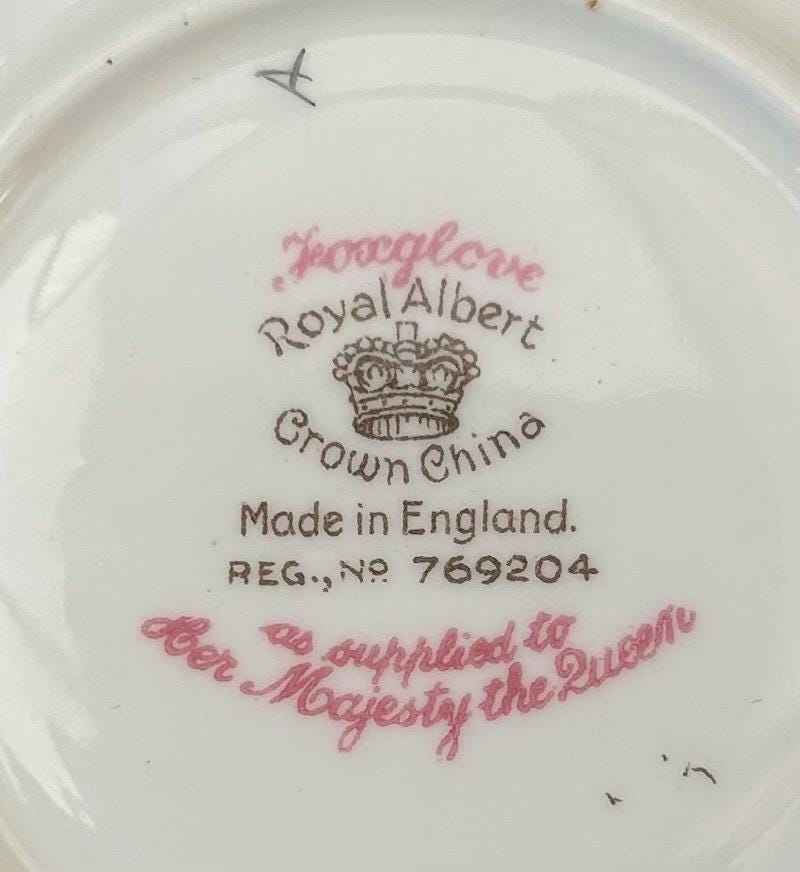 A
Foxglove
Royal Albert
Crown China
Made in England.
REG., Nº 769204
as supplied to
Her Majesty the Queen